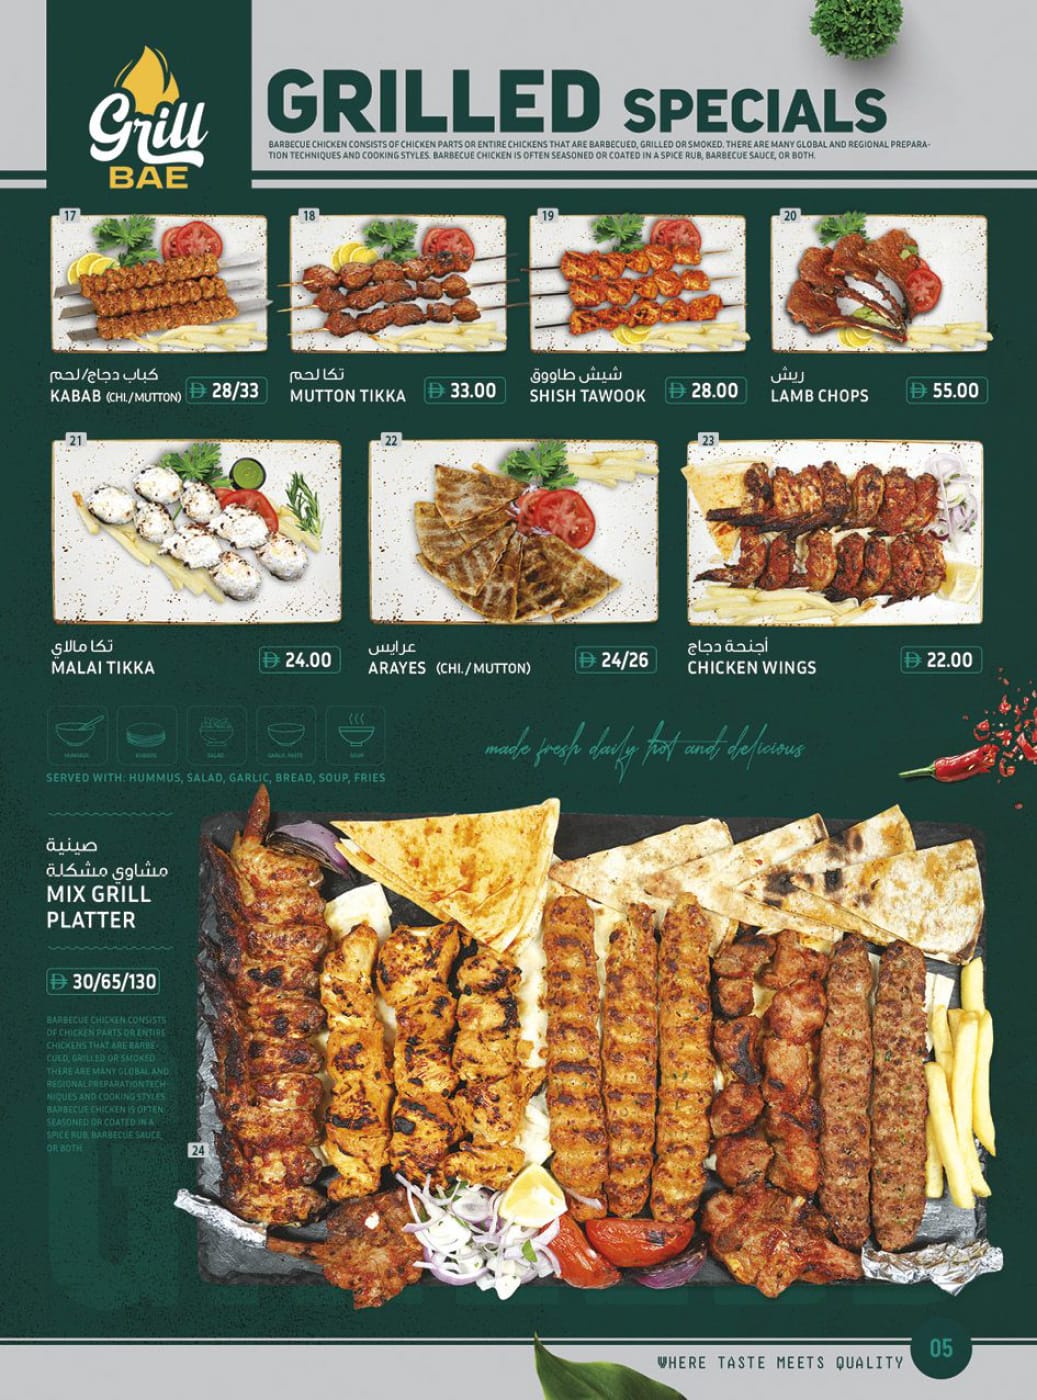 Grill
BAE
GRILLED SPECIALS
BARBECUE CHICKEN CONSISTS OF CHICKEN PARTS OR ENTIRE CHICKENS THAT ARE BARBECUED, GRILLED OR SMOKED. THERE ARE MANY GLOBAL AND REGIONAL PREPARA-
TION TECHNIQUES AND COOKING STYLES. BARBECUE CHICKEN IS OFTEN SEASONED OR COATED IN A SPICE RUB, BARBECUE SAUCE, OR BOTH.
17
كباب دجاج/لحم
KABAB (CHI./MUTTON) 28/33
18
تكا لحم
MUTTON TIKKA 33.00
19
شيش طاووق
SHISH TAWOOK 28.00
20
ريش
LAMB CHOPS 55.00
21
تكا مالاي
MALAI TIKKA 24.00
22
عرايس
ARAYES (CHI./MUTTON) 24/26
23
أجنحة دجاج
CHICKEN WINGS 22.00
HUMMUS
SALAD
GARLIC PASTE
SOUP
SERVED WITH: HUMMUS, SALAD, GARLIC, BREAD, SOUP, FRIES
made fresh daily hot and delicious
صينية
مشاوي مشكلة
MIX GRILL
PLATTER
30/65/130
BARBECUE CHICKEN CONSISTS
OF CHICKEN PARTS OR ENTIRE
CHICKENS THAT ARE BARBE-
CUED, GRILLED OR SMOKED.
THERE ARE MANY GLOBAL AND
REGIONAL PREPARATION TECH-
NIQUES AND COOKING STYLES.
BARBECUE CHICKEN IS OFTEN
SEASONED OR COATED IN A
SPICE RUB, BARBECUE SAUCE,
OR BOTH.
24
WHERE TASTE MEETS QUALITY
05